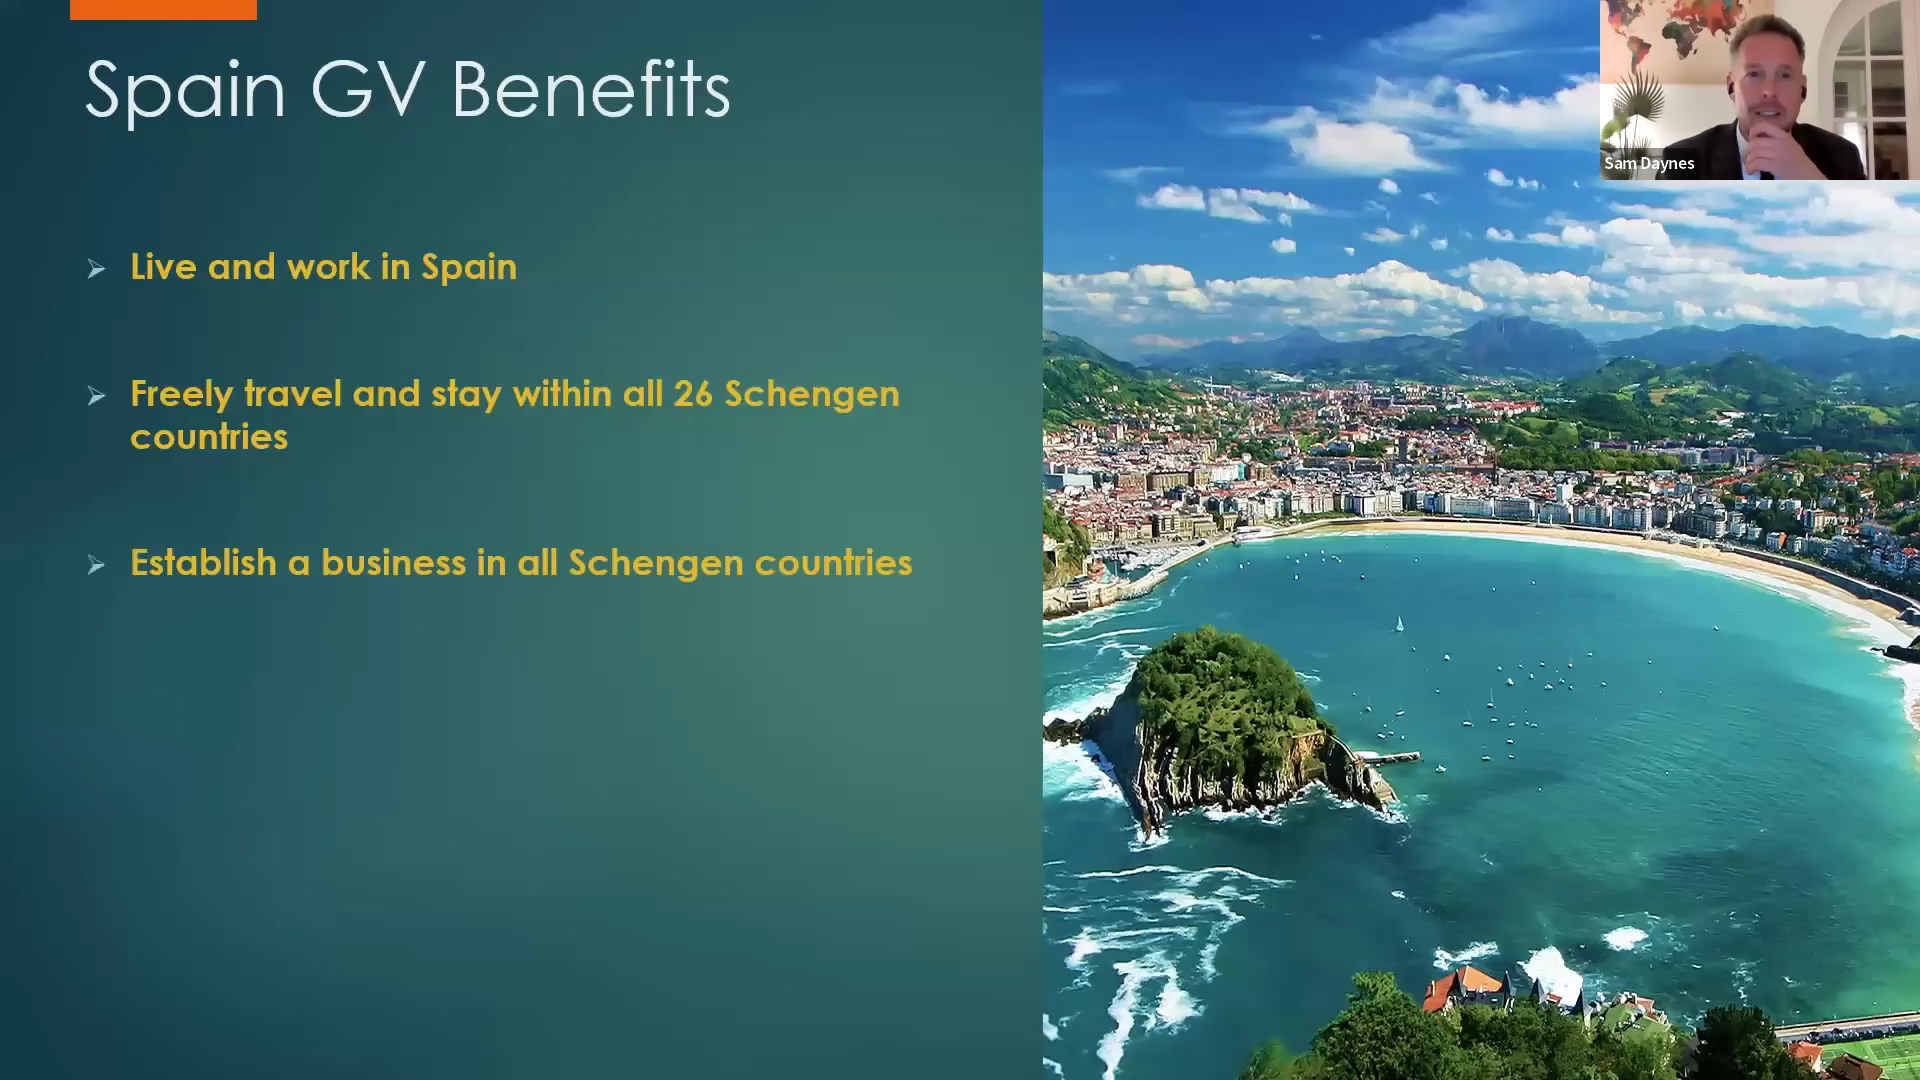 Spain GV Benefits
Sam Daynes
Live and work in Spain
Freely travel and stay within all 26 Schengen
countries
Establish a business in all Schengen countries